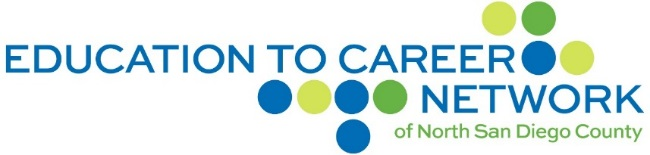 EDUCATION TO CAREER
NETWORK
of North San Diego County